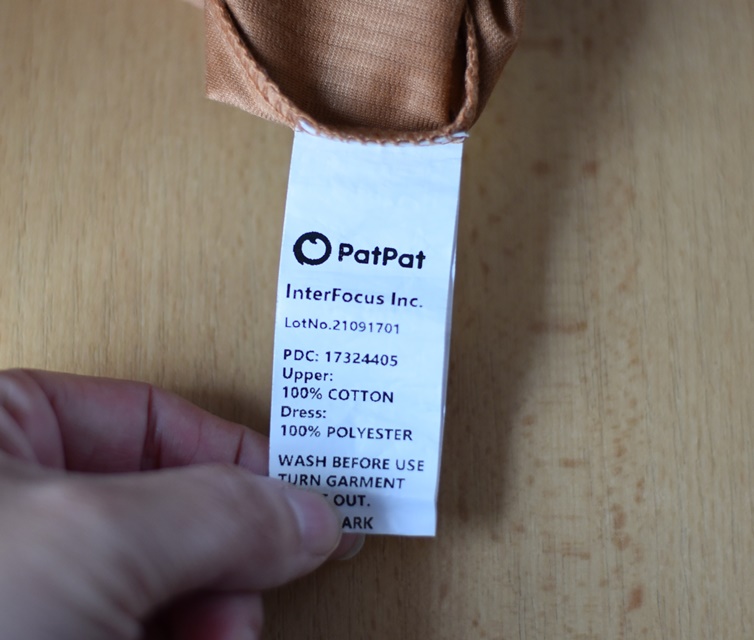 PatPat
InterFocus Inc.
LotNo.21091701
PDC: 17324405
Upper:
100% COTTON
Dress:
100% POLYESTER
WASH BEFORE USE
TURN GARMENT
OUT.